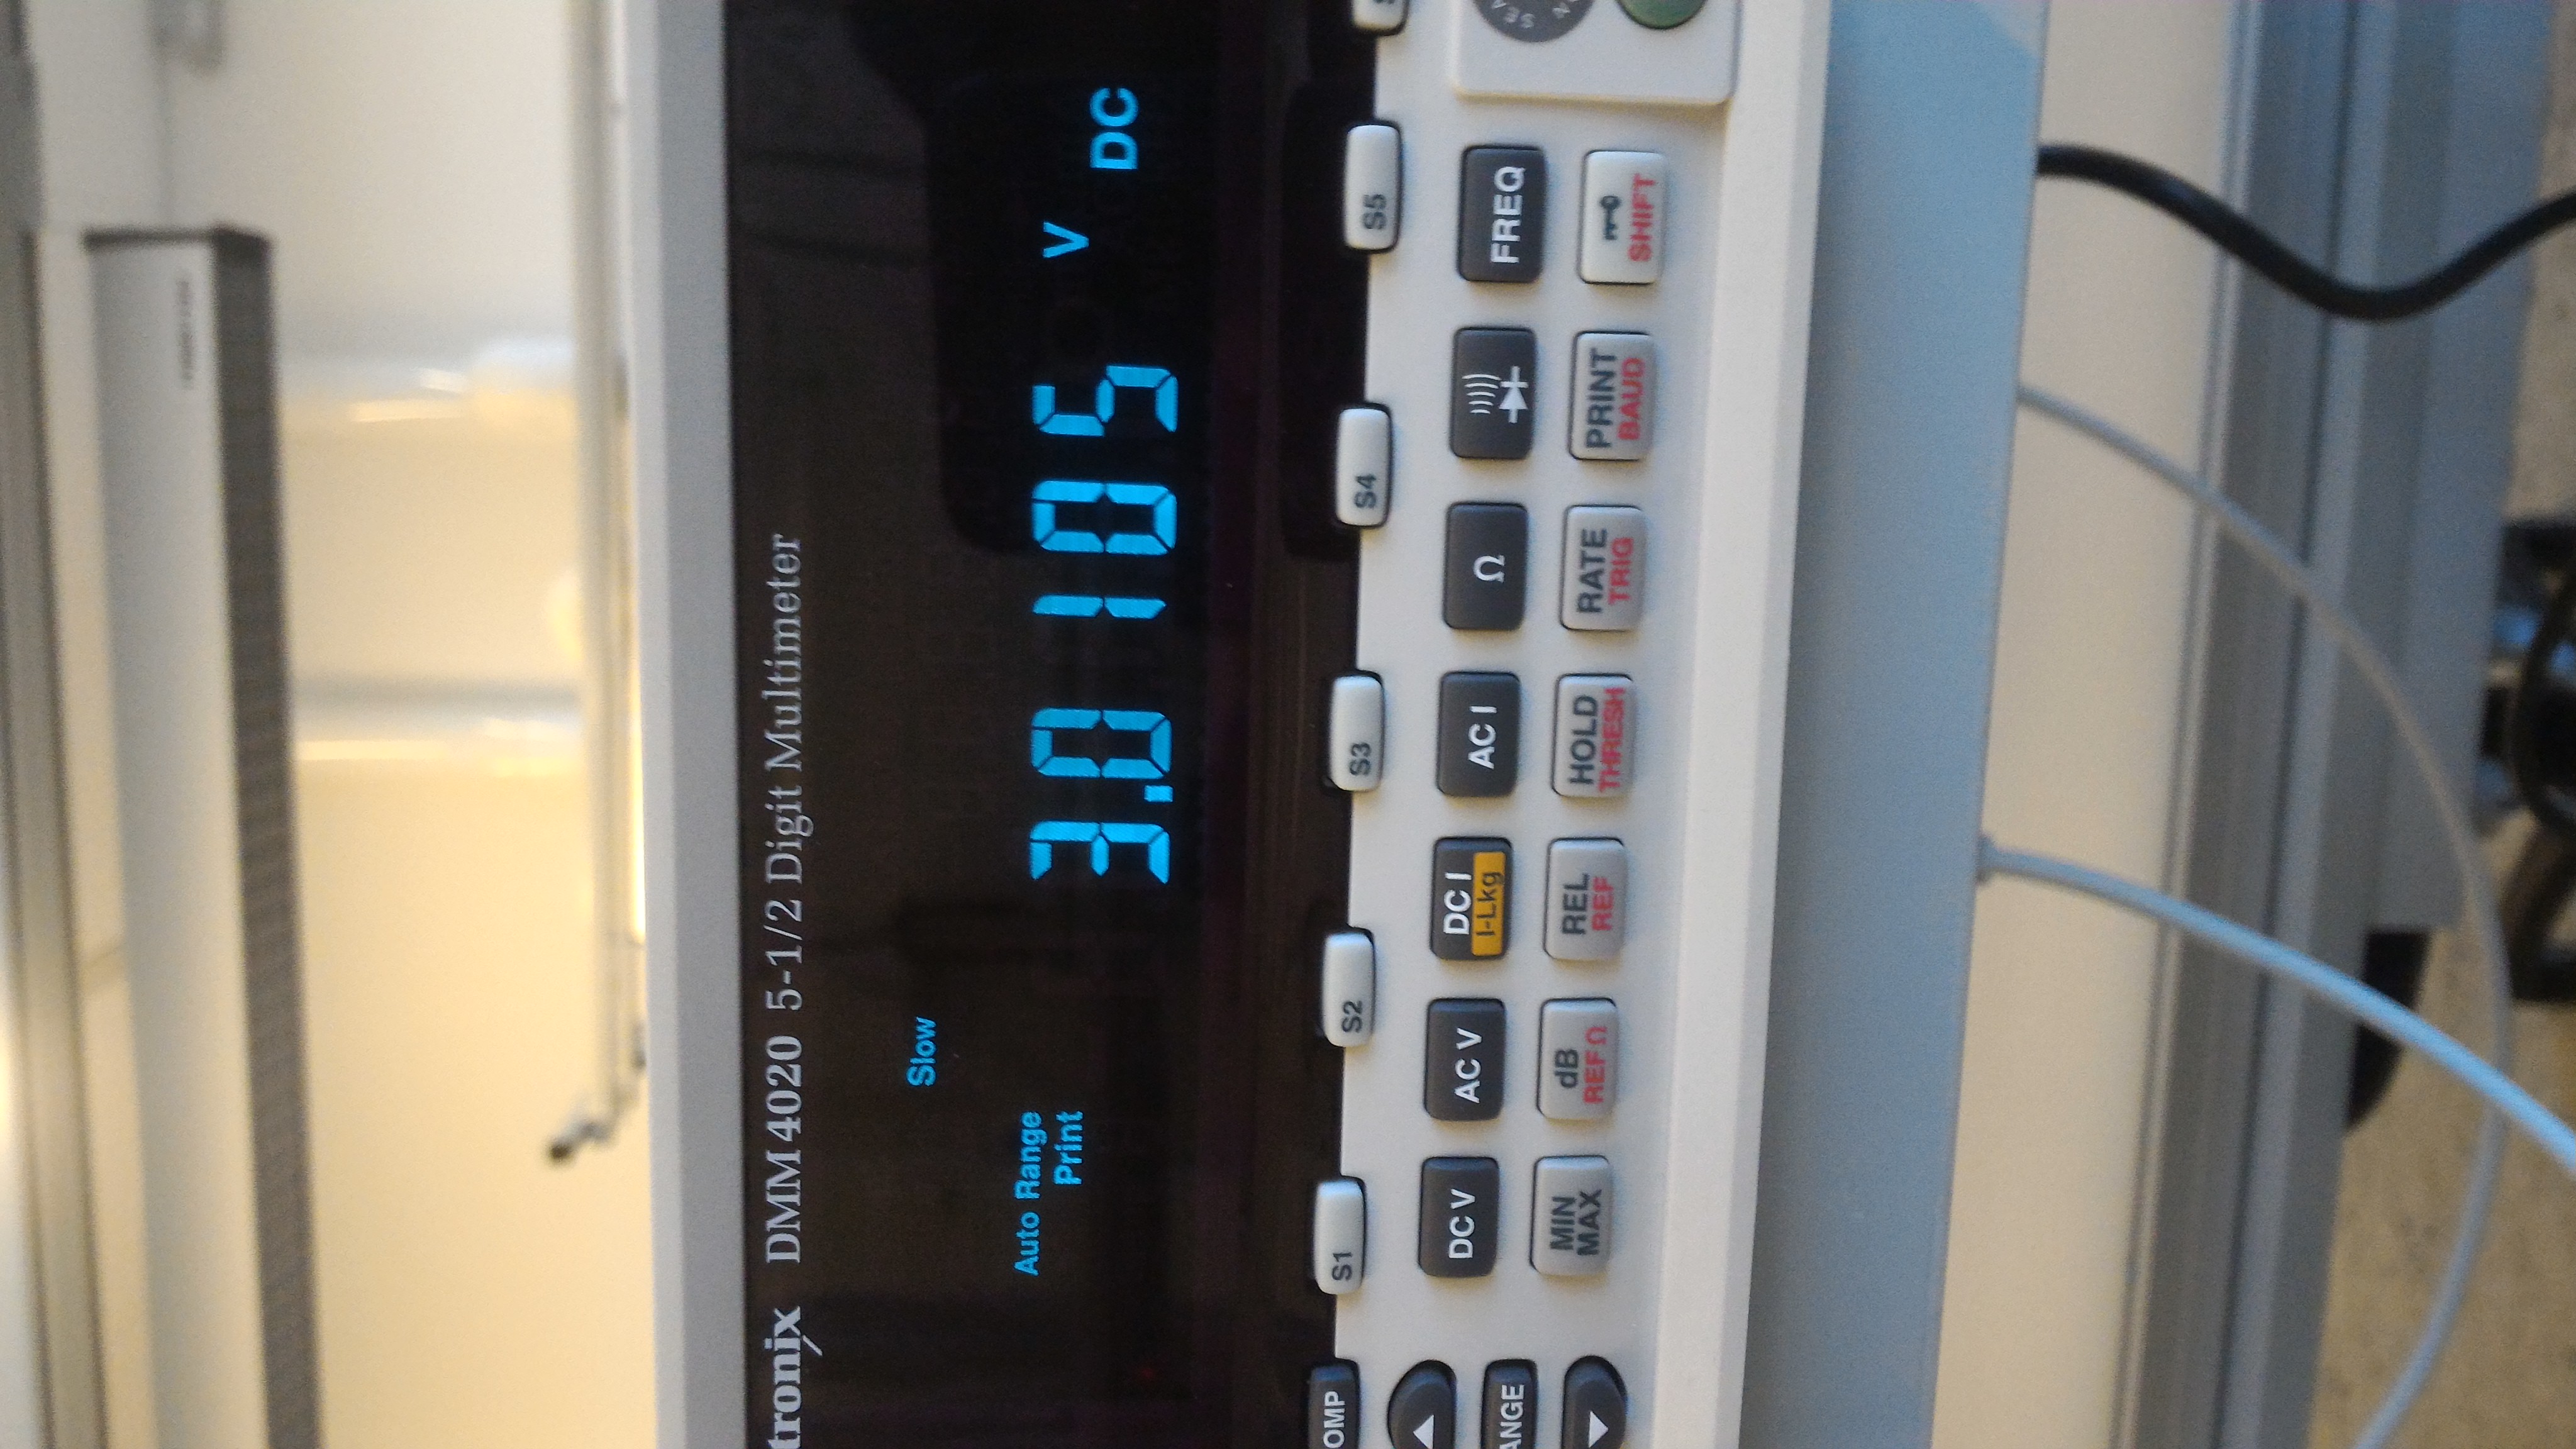 tronix DMM 4020 5-1/2 Digit Multimeter
Slow
Auto Range
Print
3.0105 V DC
OMP S1 S2 S3 S4 S5
DC V AC V DC I AC I Ω FREQ
I-Lkg
ANGE
MIN dB REL HOLD RATE PRINT
MAX REF Ω REF THRESH TRIG BAUD SHIFT